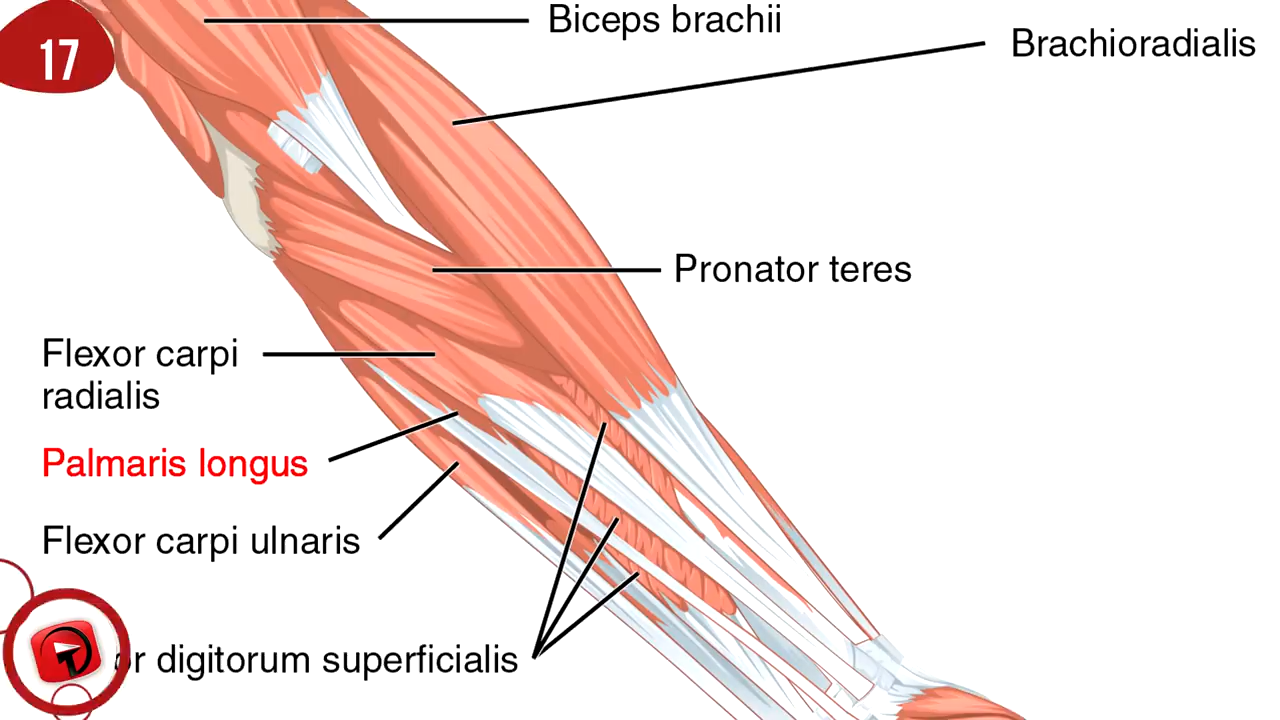 17
Biceps brachii
Brachioradialis
Pronator teres
Flexor carpi
radialis
Palmaris longus
Flexor carpi ulnaris
digitorum superficialis